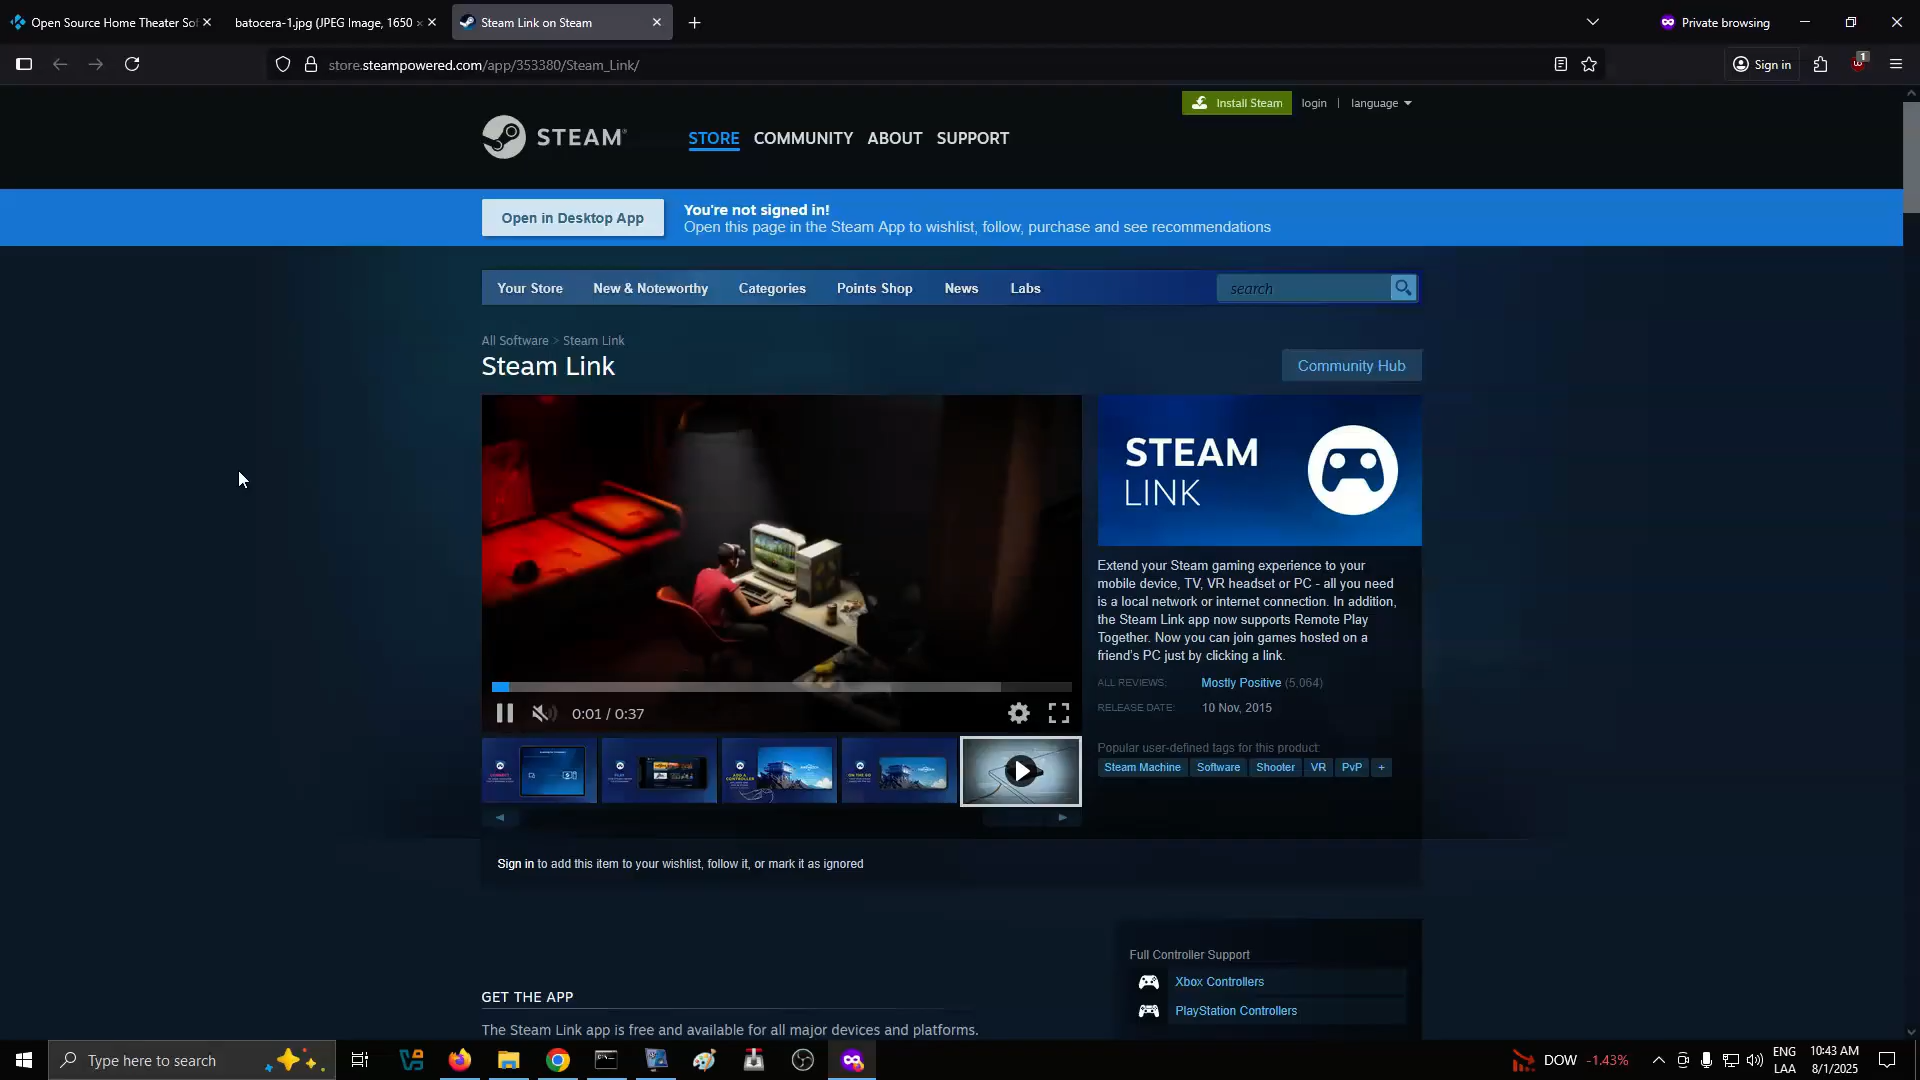 Open Source Home Theater Sof
batocera-1.jpg (JPEG Image, 1650 ×
Steam Link on Steam
Private browsing
store.steampowered.com/app/353380/Steam_Link/
Sign in
1
Install Steam
login | language
STEAM
STORE COMMUNITY ABOUT SUPPORT
Open in Desktop App
You're not signed in!
Open this page in the Steam App to wishlist, follow, purchase and see recommendations
Your Store New & Noteworthy Categories Points Shop News Labs
search
All Software > Steam Link
Steam Link
Community Hub
STEAM
LINK
Extend your Steam gaming experience to your
mobile device, TV, VR headset or PC - all you need
is a local network or internet connection. In addition,
the Steam Link app now supports Remote Play
Together. Now you can join games hosted on a
friend's PC just by clicking a link.
ALL REVIEWS: Mostly Positive (5,064)
RELEASE DATE: 10 Nov, 2015
0:01 / 0:37
Popular user-defined tags for this product:
Steam Machine Software Shooter VR PvP +
Sign in to add this item to your wishlist, follow it, or mark it as ignored
Full Controller Support
Xbox Controllers
PlayStation Controllers
GET THE APP
The Steam Link app is free and available for all major devices and platforms.
Type here to search
DOW -1.43%
ENG
LAA
10:43 AM
8/1/2025